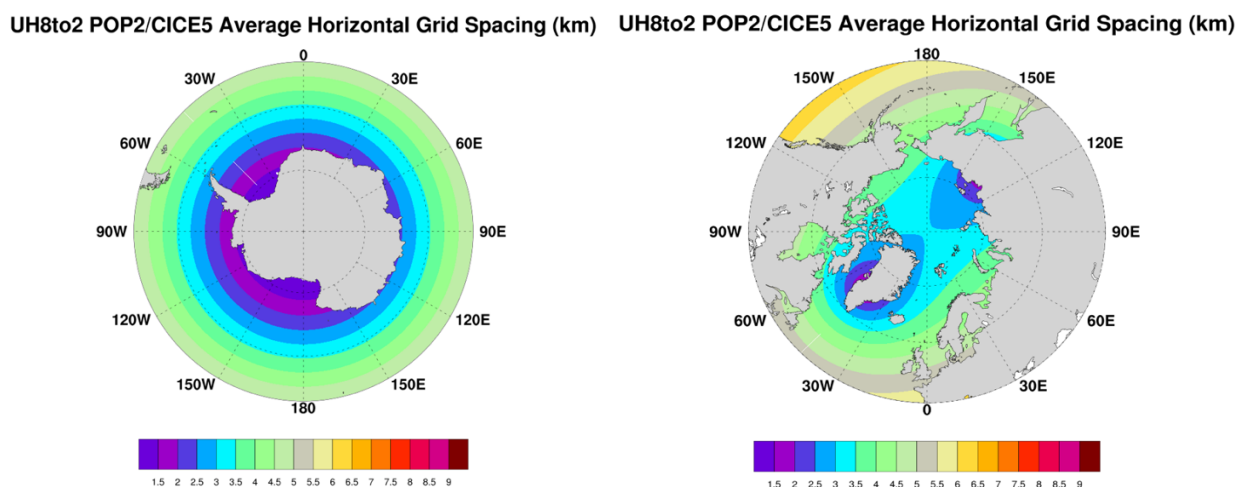 UH8to2 POP2/CICE5 Average Horizontal Grid Spacing (km)
0
30W 30E
60W 60E
90W 90E
120W 120E
150W 150E
180
1.5 2 2.5 3 3.5 4 4.5 5 5.5 6 6.5 7 7.5 8 8.5 9
UH8to2 POP2/CICE5 Average Horizontal Grid Spacing (km)
180
150W 150E
120W 120E
90W 90E
60W 60E
30W 30E
0
1.5 2 2.5 3 3.5 4 4.5 5 5.5 6 6.5 7 7.5 8 8.5 9